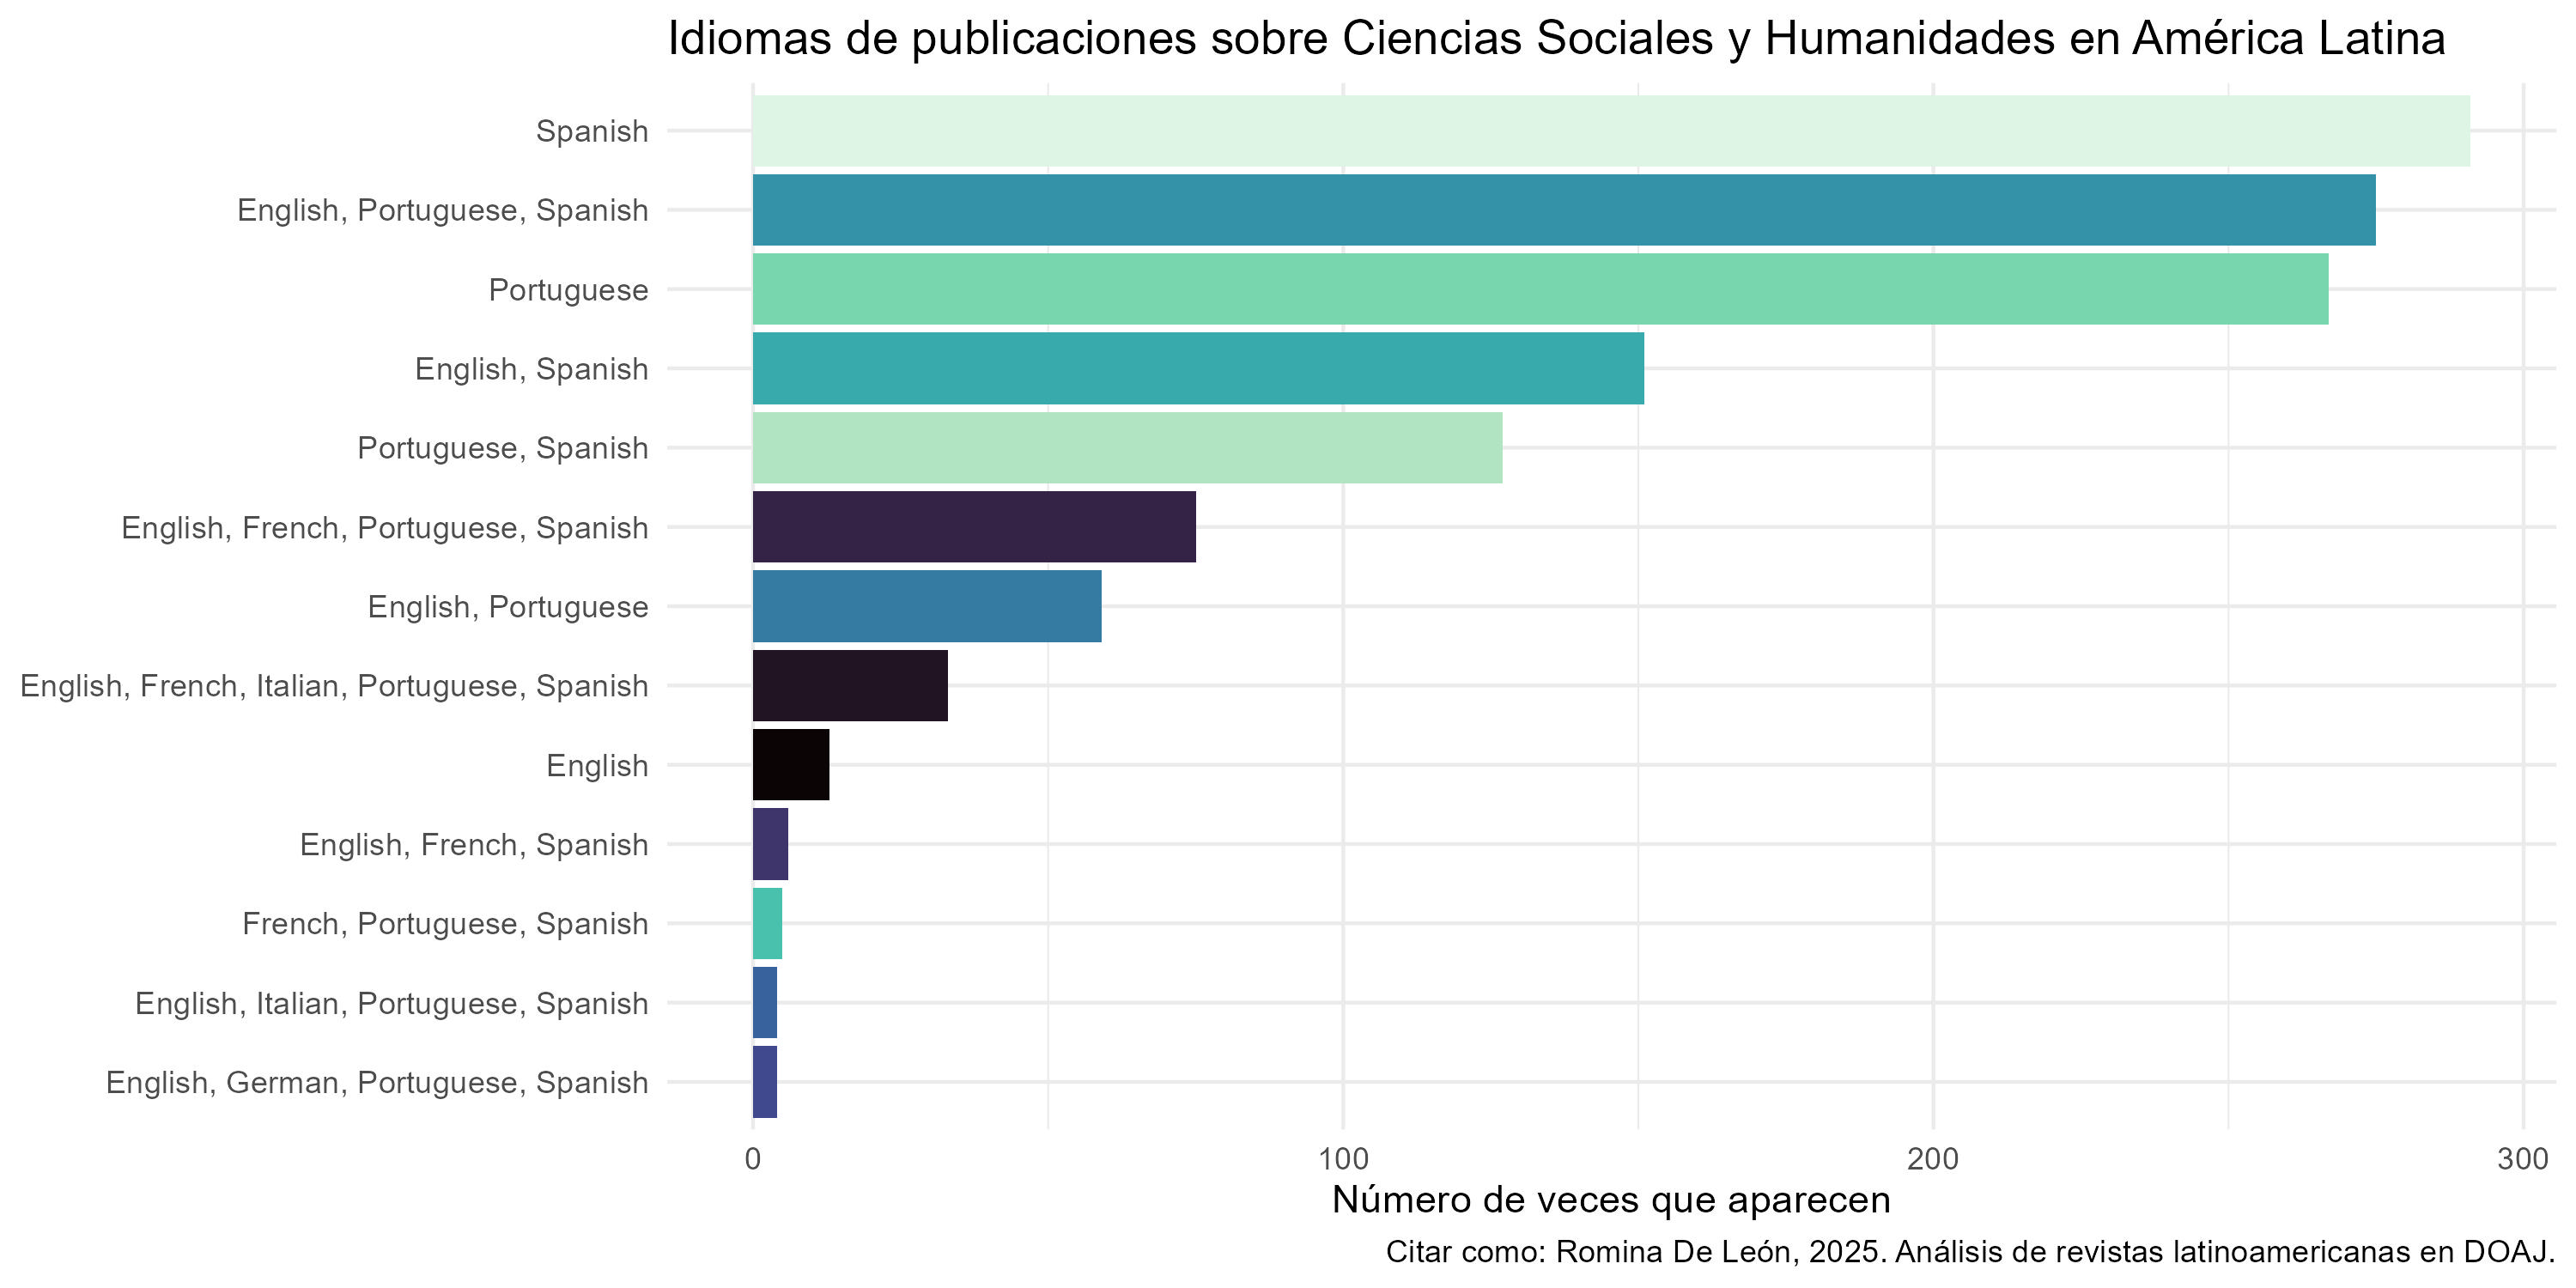 Idiomas de publicaciones sobre Ciencias Sociales y Humanidades en América Latina
Spanish
English, Portuguese, Spanish
Portuguese
English, Spanish
Portuguese, Spanish
English, French, Portuguese, Spanish
English, Portuguese
English, French, Italian, Portuguese, Spanish
English
English, French, Spanish
French, Portuguese, Spanish
English, Italian, Portuguese, Spanish
English, German, Portuguese, Spanish
0 100 200 300
Número de veces que aparecen
Citar como: Romina De León, 2025. Análisis de revistas latinoamericanas en DOAJ.